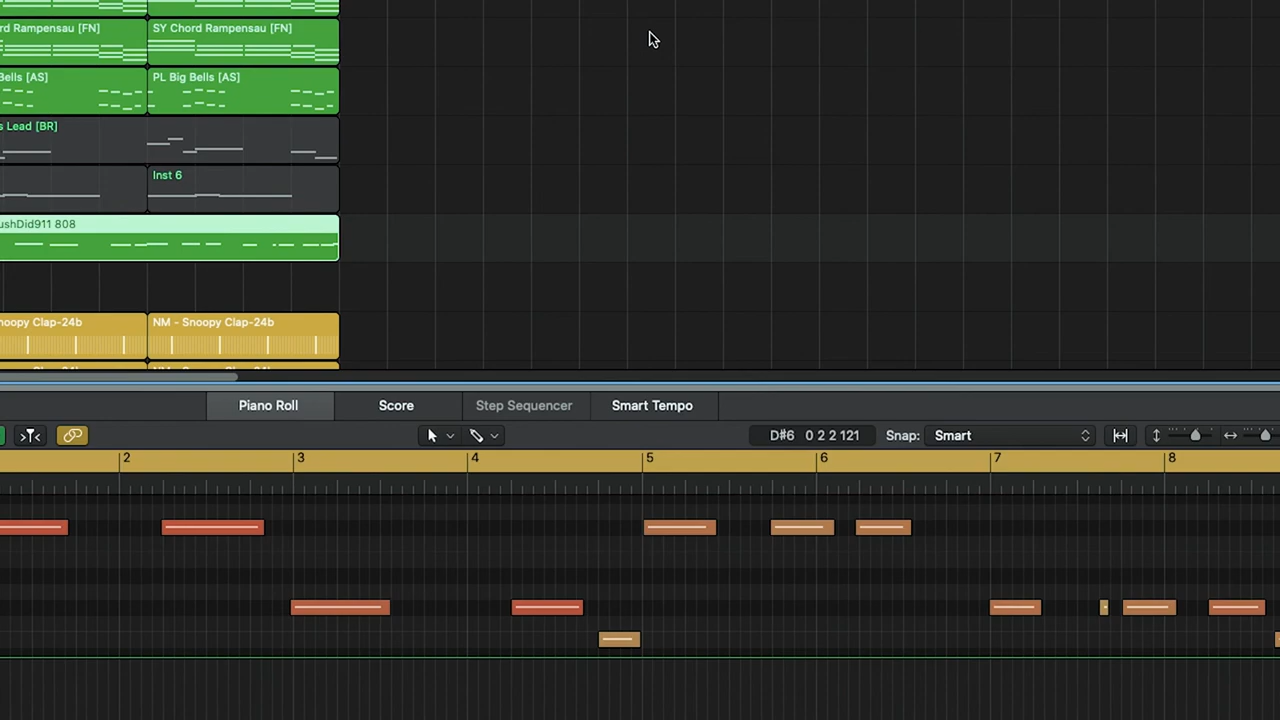 rd Rampensau [FN] SY Chord Rampensau [FN]
Bells [AS] PL Big Bells [AS]
s Lead [BR]
Inst 6
ushDid911 808
noopy Clap-24b NM - Snoopy Clap-24b
Piano Roll Score Step Sequencer Smart Tempo
D#6 0 2 2 121 Snap: Smart
2 3 4 5 6 7 8